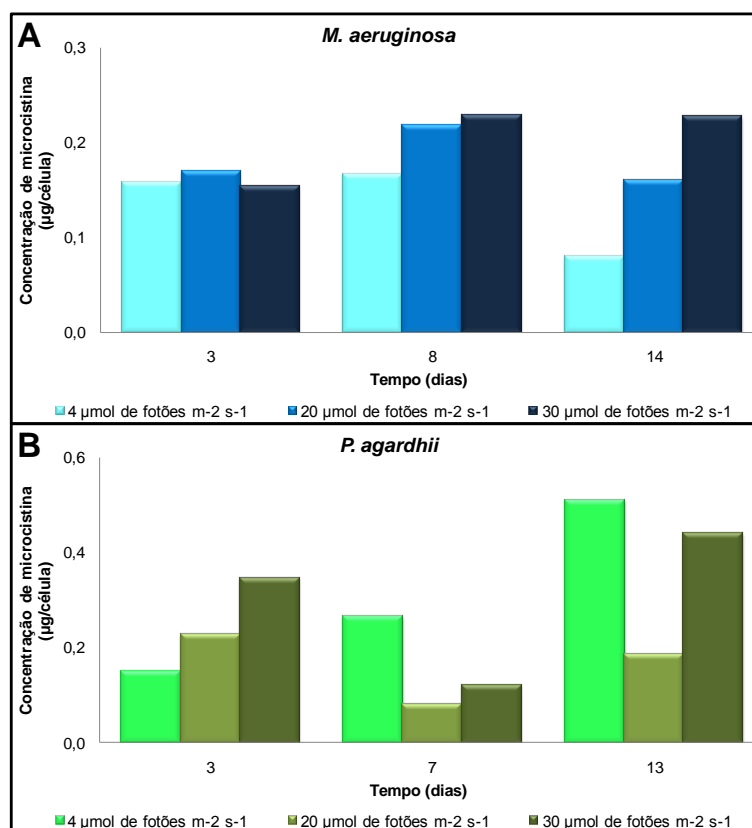 A
M. aeruginosa
Concentração de microcistina
(µg/célula)
0,3
0,2
0,1
0,0
3 8 14
Tempo (dias)
4 µmol de fotões m-2 s-1 20 µmol de fotões m-2 s-1 30 µmol de fotões m-2 s-1
B
P. agardhii
Concentração de microcistina
(µg/célula)
0,6
0,4
0,2
0,0
3 7 13
Tempo (dias)
4 µmol de fotões m-2 s-1 20 µmol de fotões m-2 s-1 30 µmol de fotões m-2 s-1